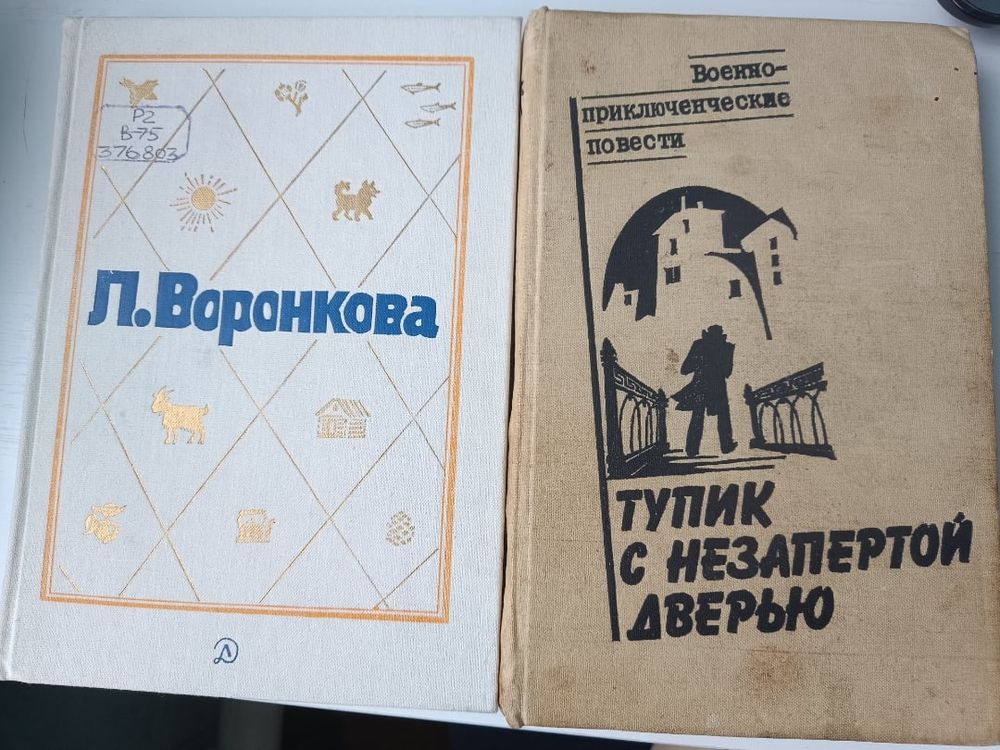 Р2
В-75
376803
Л. Воронкова
Д
Военно-
приключенческие
повести
ТУПИК
С НЕЗАПЕРТОЙ
ДВЕРЬЮ